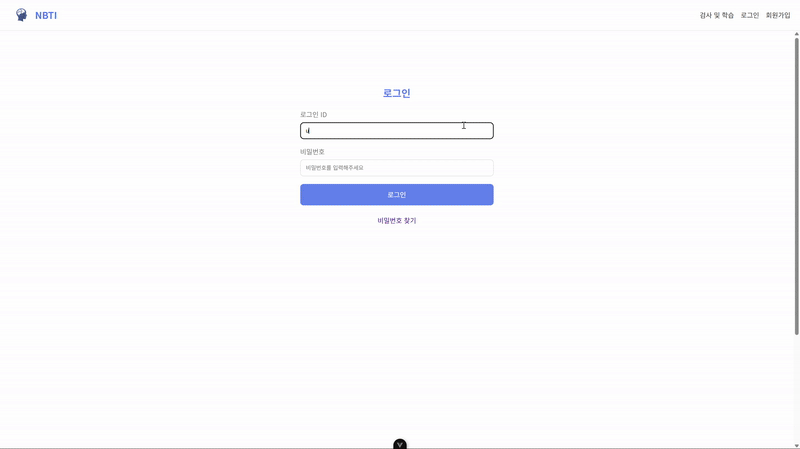 NBTI
검사 및 학습 로그인 회원가입
로그인
로그인 ID
u
비밀번호
비밀번호를 입력해주세요
로그인
비밀번호 찾기